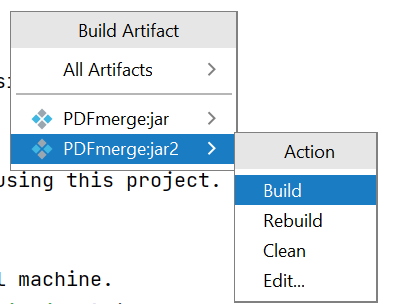 Build Artifact
All Artifacts
PDFmerge:jar
PDFmerge:jar2
Action
Build
Rebuild
Clean
Edit...
using this project.
machine.